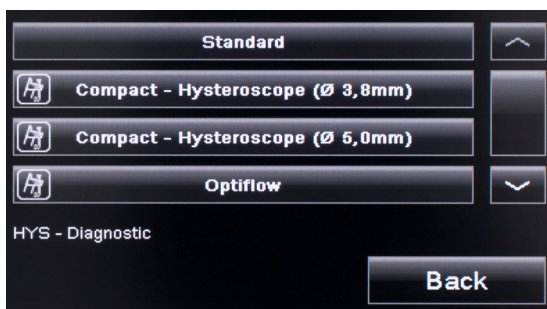 Standard
Compact - Hysteroscope (Ø 3,8mm)
Compact - Hysteroscope (Ø 5,0mm)
Optiflow
HYS - Diagnostic
Back